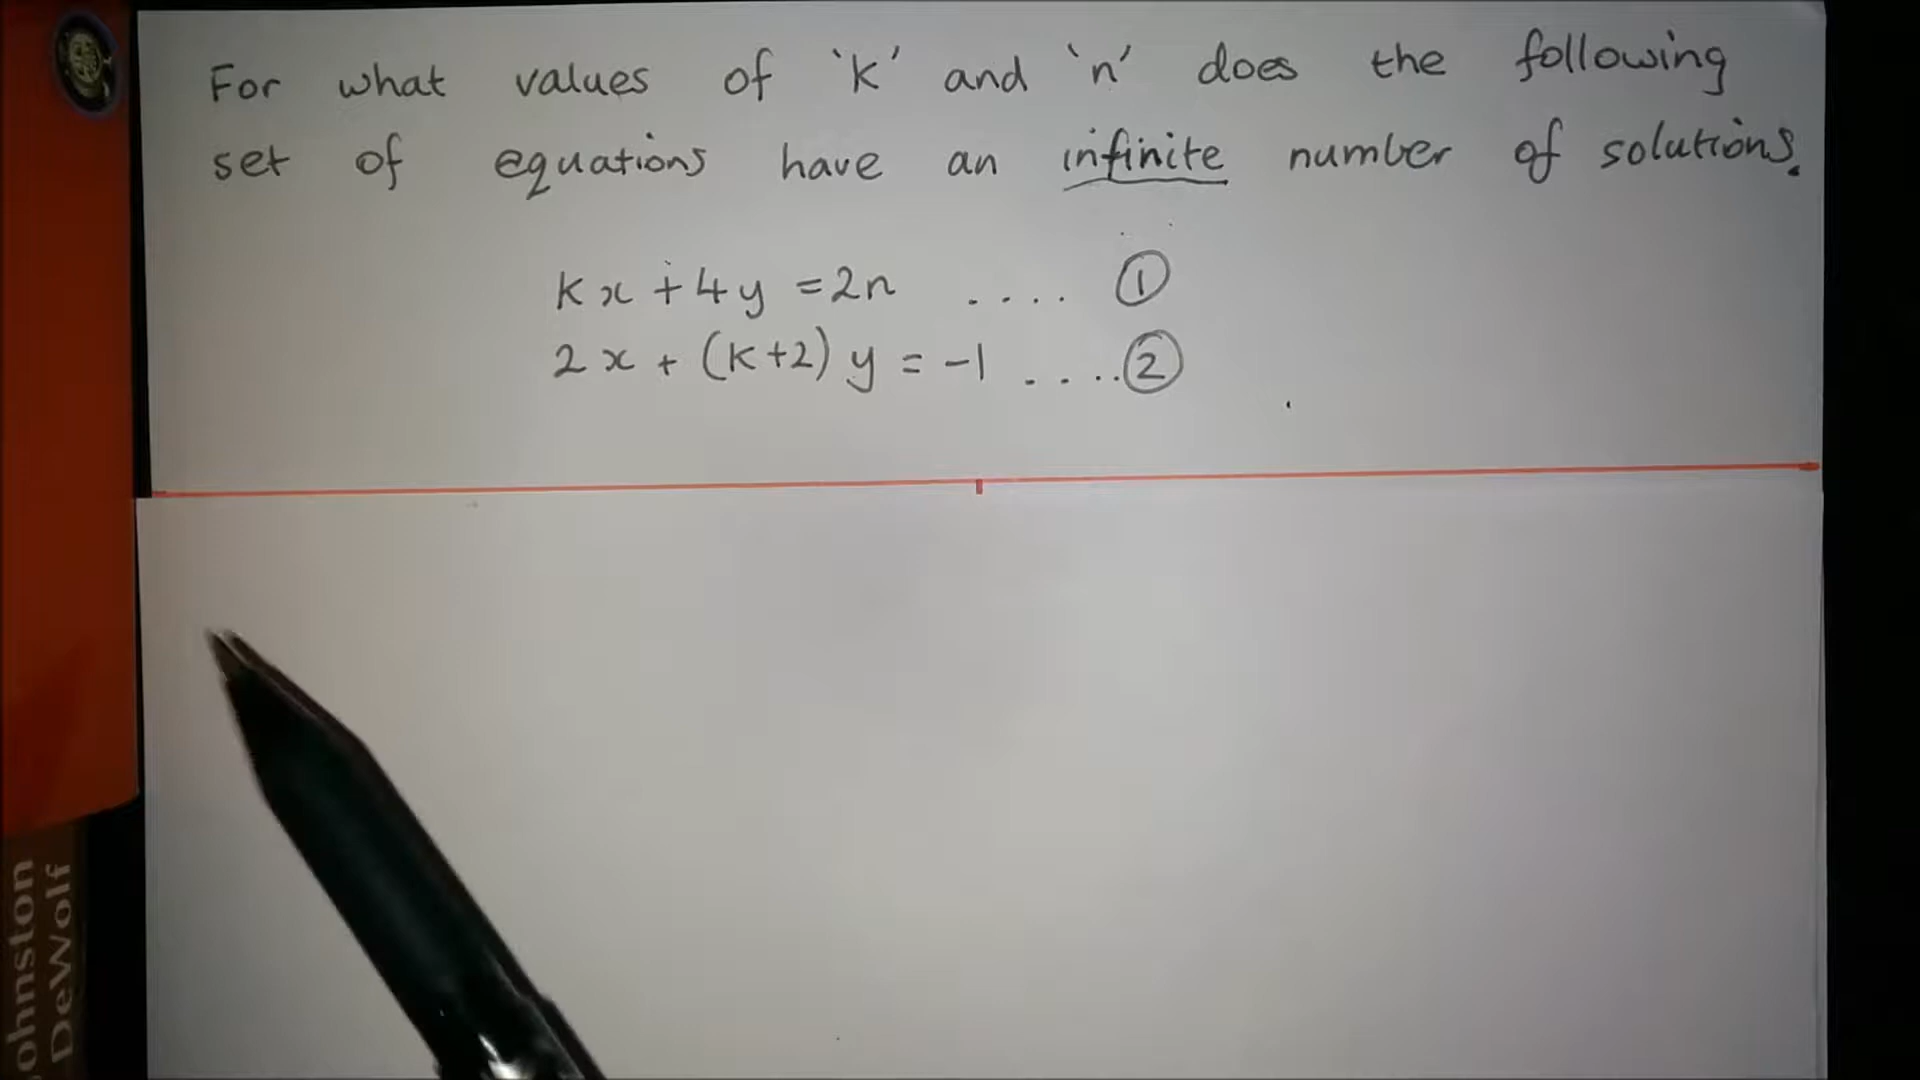 For what values of 'k' and 'n' does the following
set of equations have an infinite number of solutions.
kx + 4y = 2n .... ①
2x + (k+2) y = -1 .... ②
ohnston
DeWolf